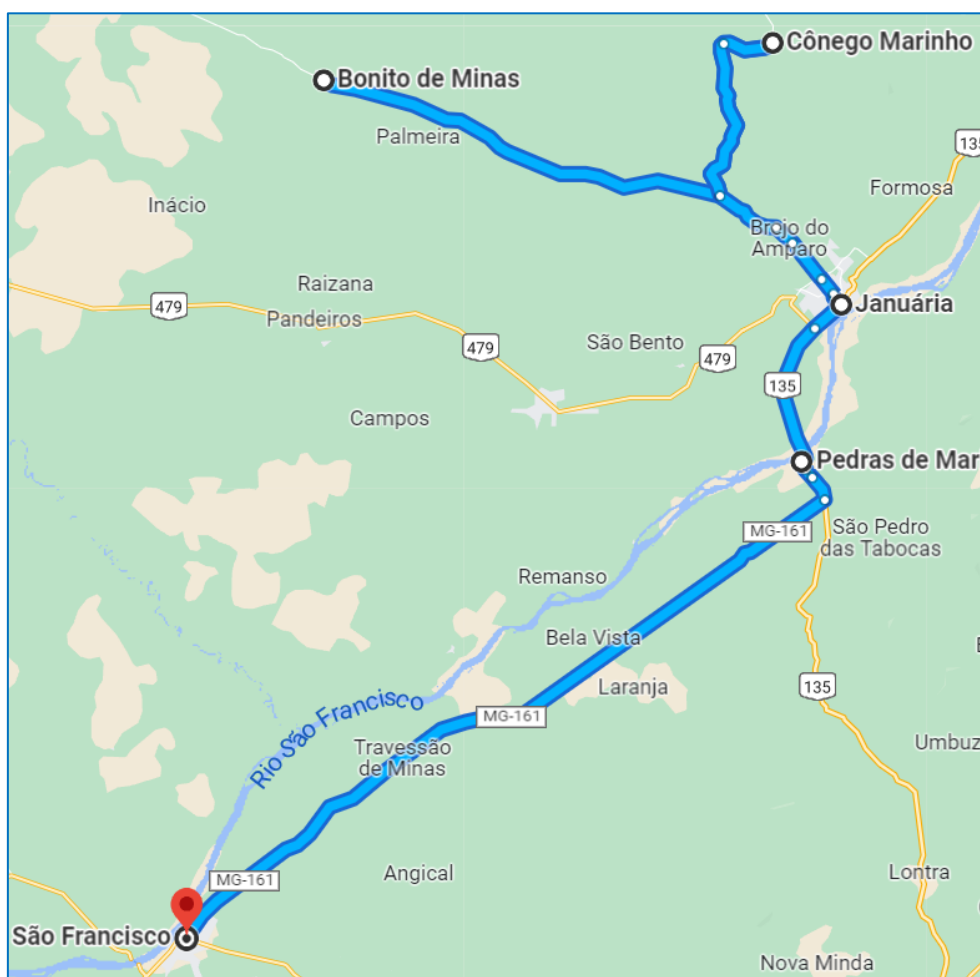 Cônego Marinho
Bonito de Minas
Palmeira
135
Formosa
Inácio
Brejo do
Amparo
Raizana
479
Pandeiros
Januária
São Bento
479
479
135
Campos
Pedras de Mar
MG-161
São Pedro
das Tabocas
Remanso
Bela Vista
Laranja
135
Rio São Francisco
MG-161
Umbuz
Travessão
de Minas
Angical
MG-161
Lontra
São Francisco
Nova Minda